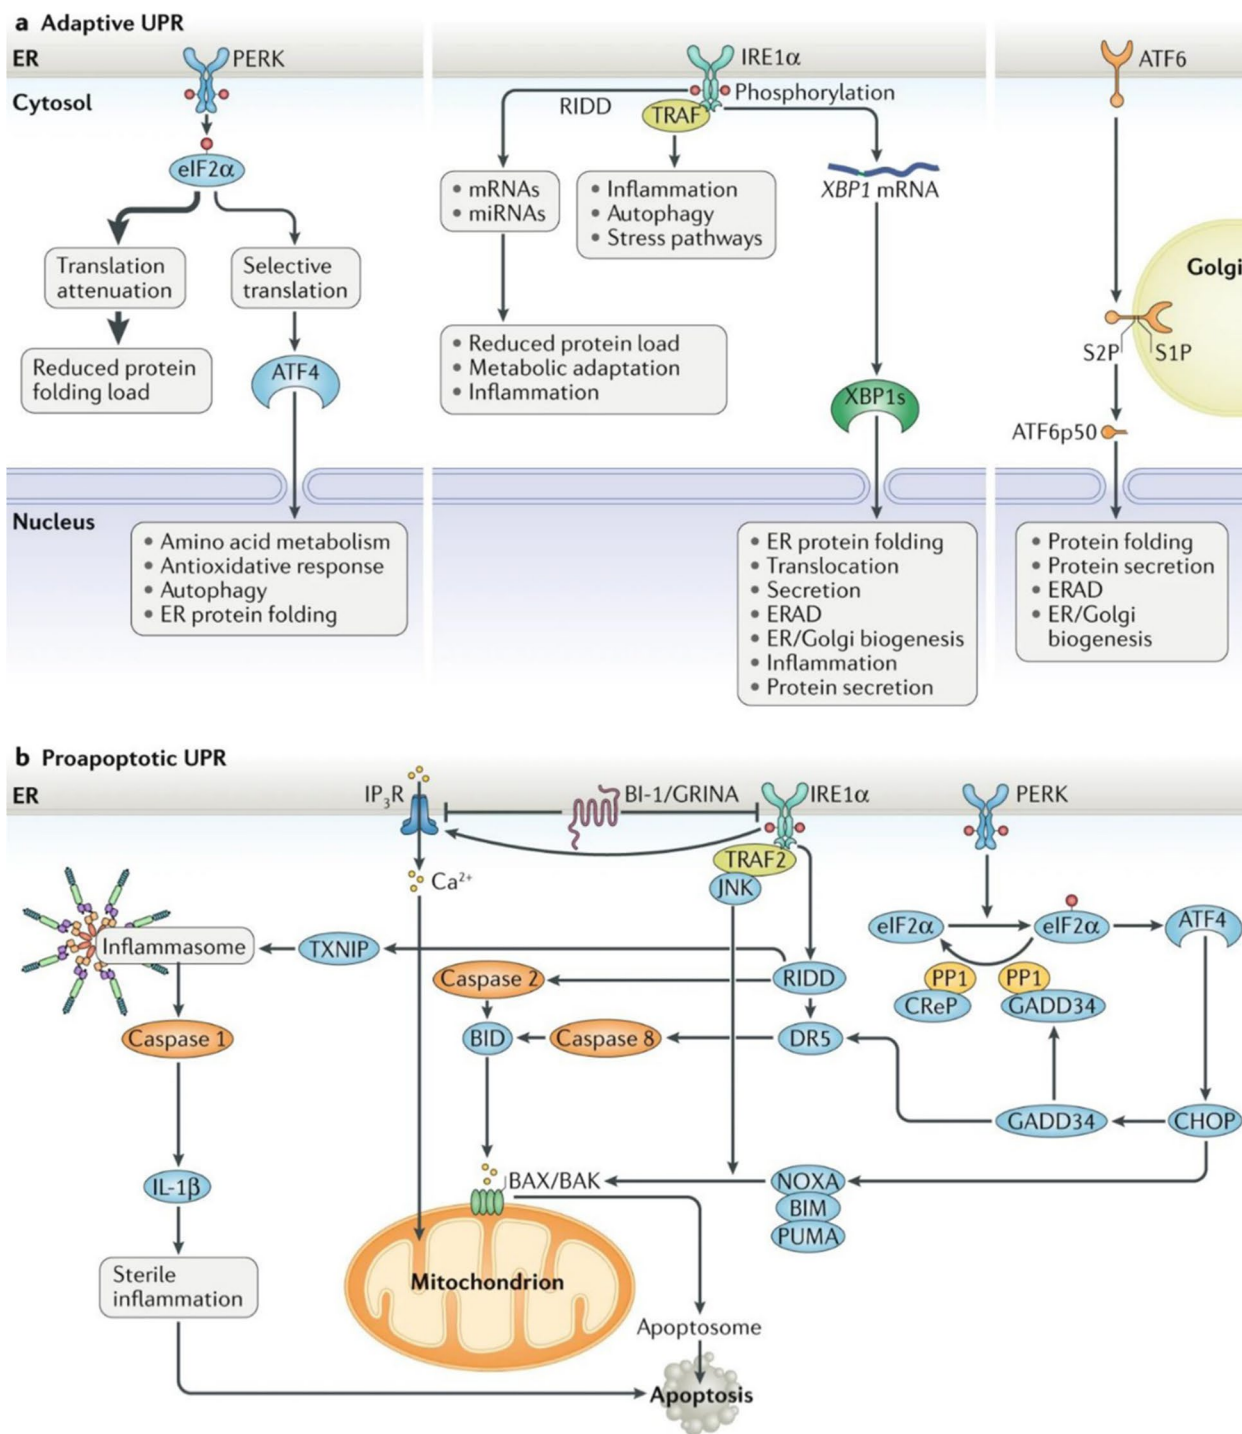 a Adaptive UPR
ER
PERK
IRE1α
ATF6
Cytosol
RIDD
Phosphorylation
TRAF
eIF2α
• mRNAs
• miRNAs
• Inflammation
• Autophagy
• Stress pathways
XBP1 mRNA
Translation
attenuation
Selective
translation
Golgi
Reduced protein
folding load
ATF4
• Reduced protein load
• Metabolic adaptation
• Inflammation
XBP1s
S2P
S1P
ATF6p50
Nucleus
• Amino acid metabolism
• Antioxidative response
• Autophagy
• ER protein folding
• ER protein folding
• Translocation
• Secretion
• ERAD
• ER/Golgi biogenesis
• Inflammation
• Protein secretion
• Protein folding
• Protein secretion
• ERAD
• ER/Golgi
biogenesis
b Proapoptotic UPR
ER
IP3R
BI-1/GRINA
IRE1α
PERK
TRAF2
JNK
Ca2+
eIF2α
eIF2α
ATF4
Inflammasome
TXNIP
Caspase 2
RIDD
PP1
PP1
CReP
GADD34
Caspase 1
BID
Caspase 8
DR5
GADD34
CHOP
IL-1β
BAX/BAK
NOXA
BIM
PUMA
Mitochondrion
Sterile
inflammation
Apoptosome
Apoptosis